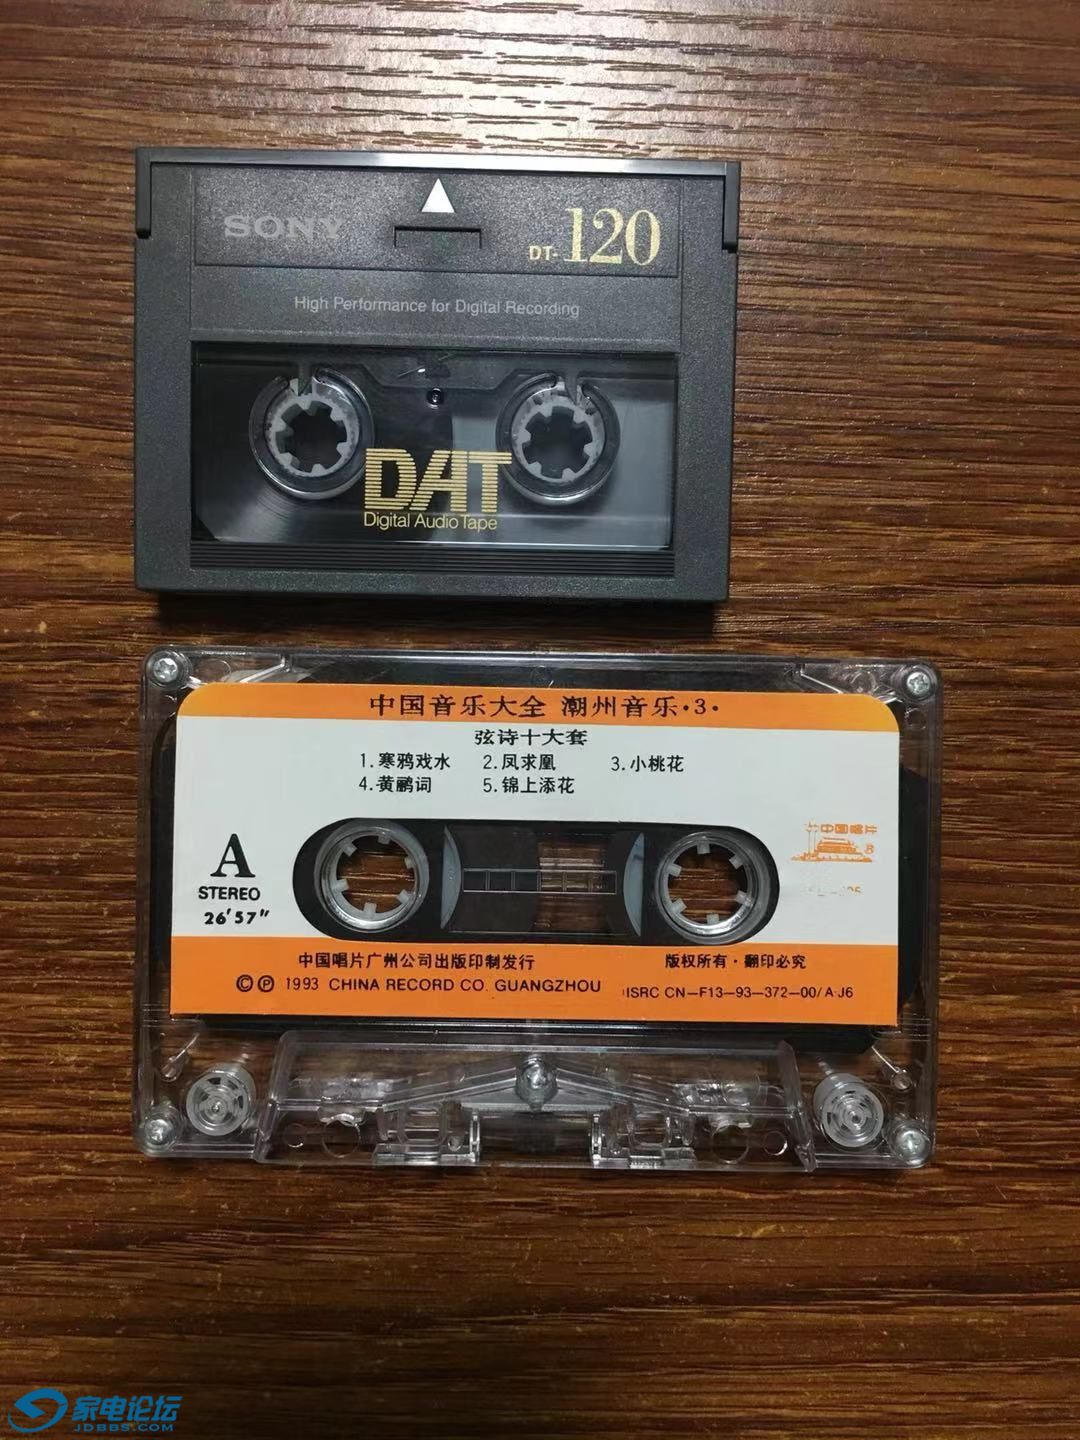 SONY
DT-120
High Performance for Digital Recording
DAT
Digital Audio Tape
中国音乐大全 潮州音乐·3·
弦诗十大套
1.寒鸦戏水 2.凤求凰 3.小桃花
4.黄鹂词 5.锦上添花
中国唱片
A
STEREO
26′57″
中国唱片广州公司出版印制发行 版权所有·翻印必究
©℗ 1993 CHINA RECORD CO. GUANGZHOU ISRC CN-F13-93-372-00/A·J6
家电论坛
JDBBS.COM